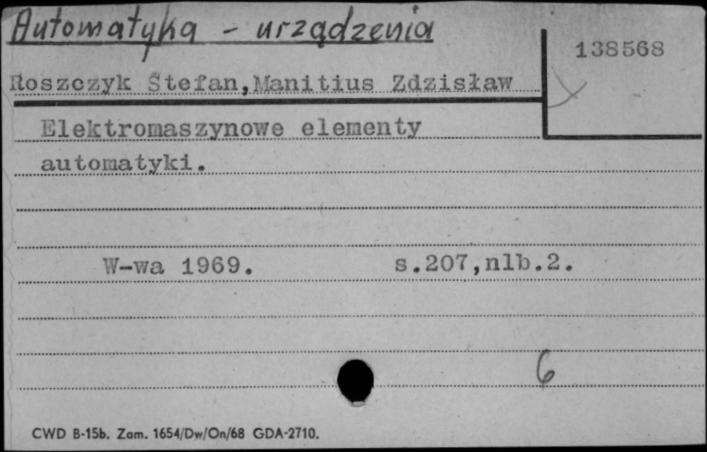 Automatyka - urządzenia
138568
Roszczyk Stefan,Manitius Zdzisław
Elektromaszynowe elementy
automatyki.
W-wa 1969. s.207,nlb.2.
6
CWD B-15b. Zam. 1654/Dw/On/68 GDA-2710.